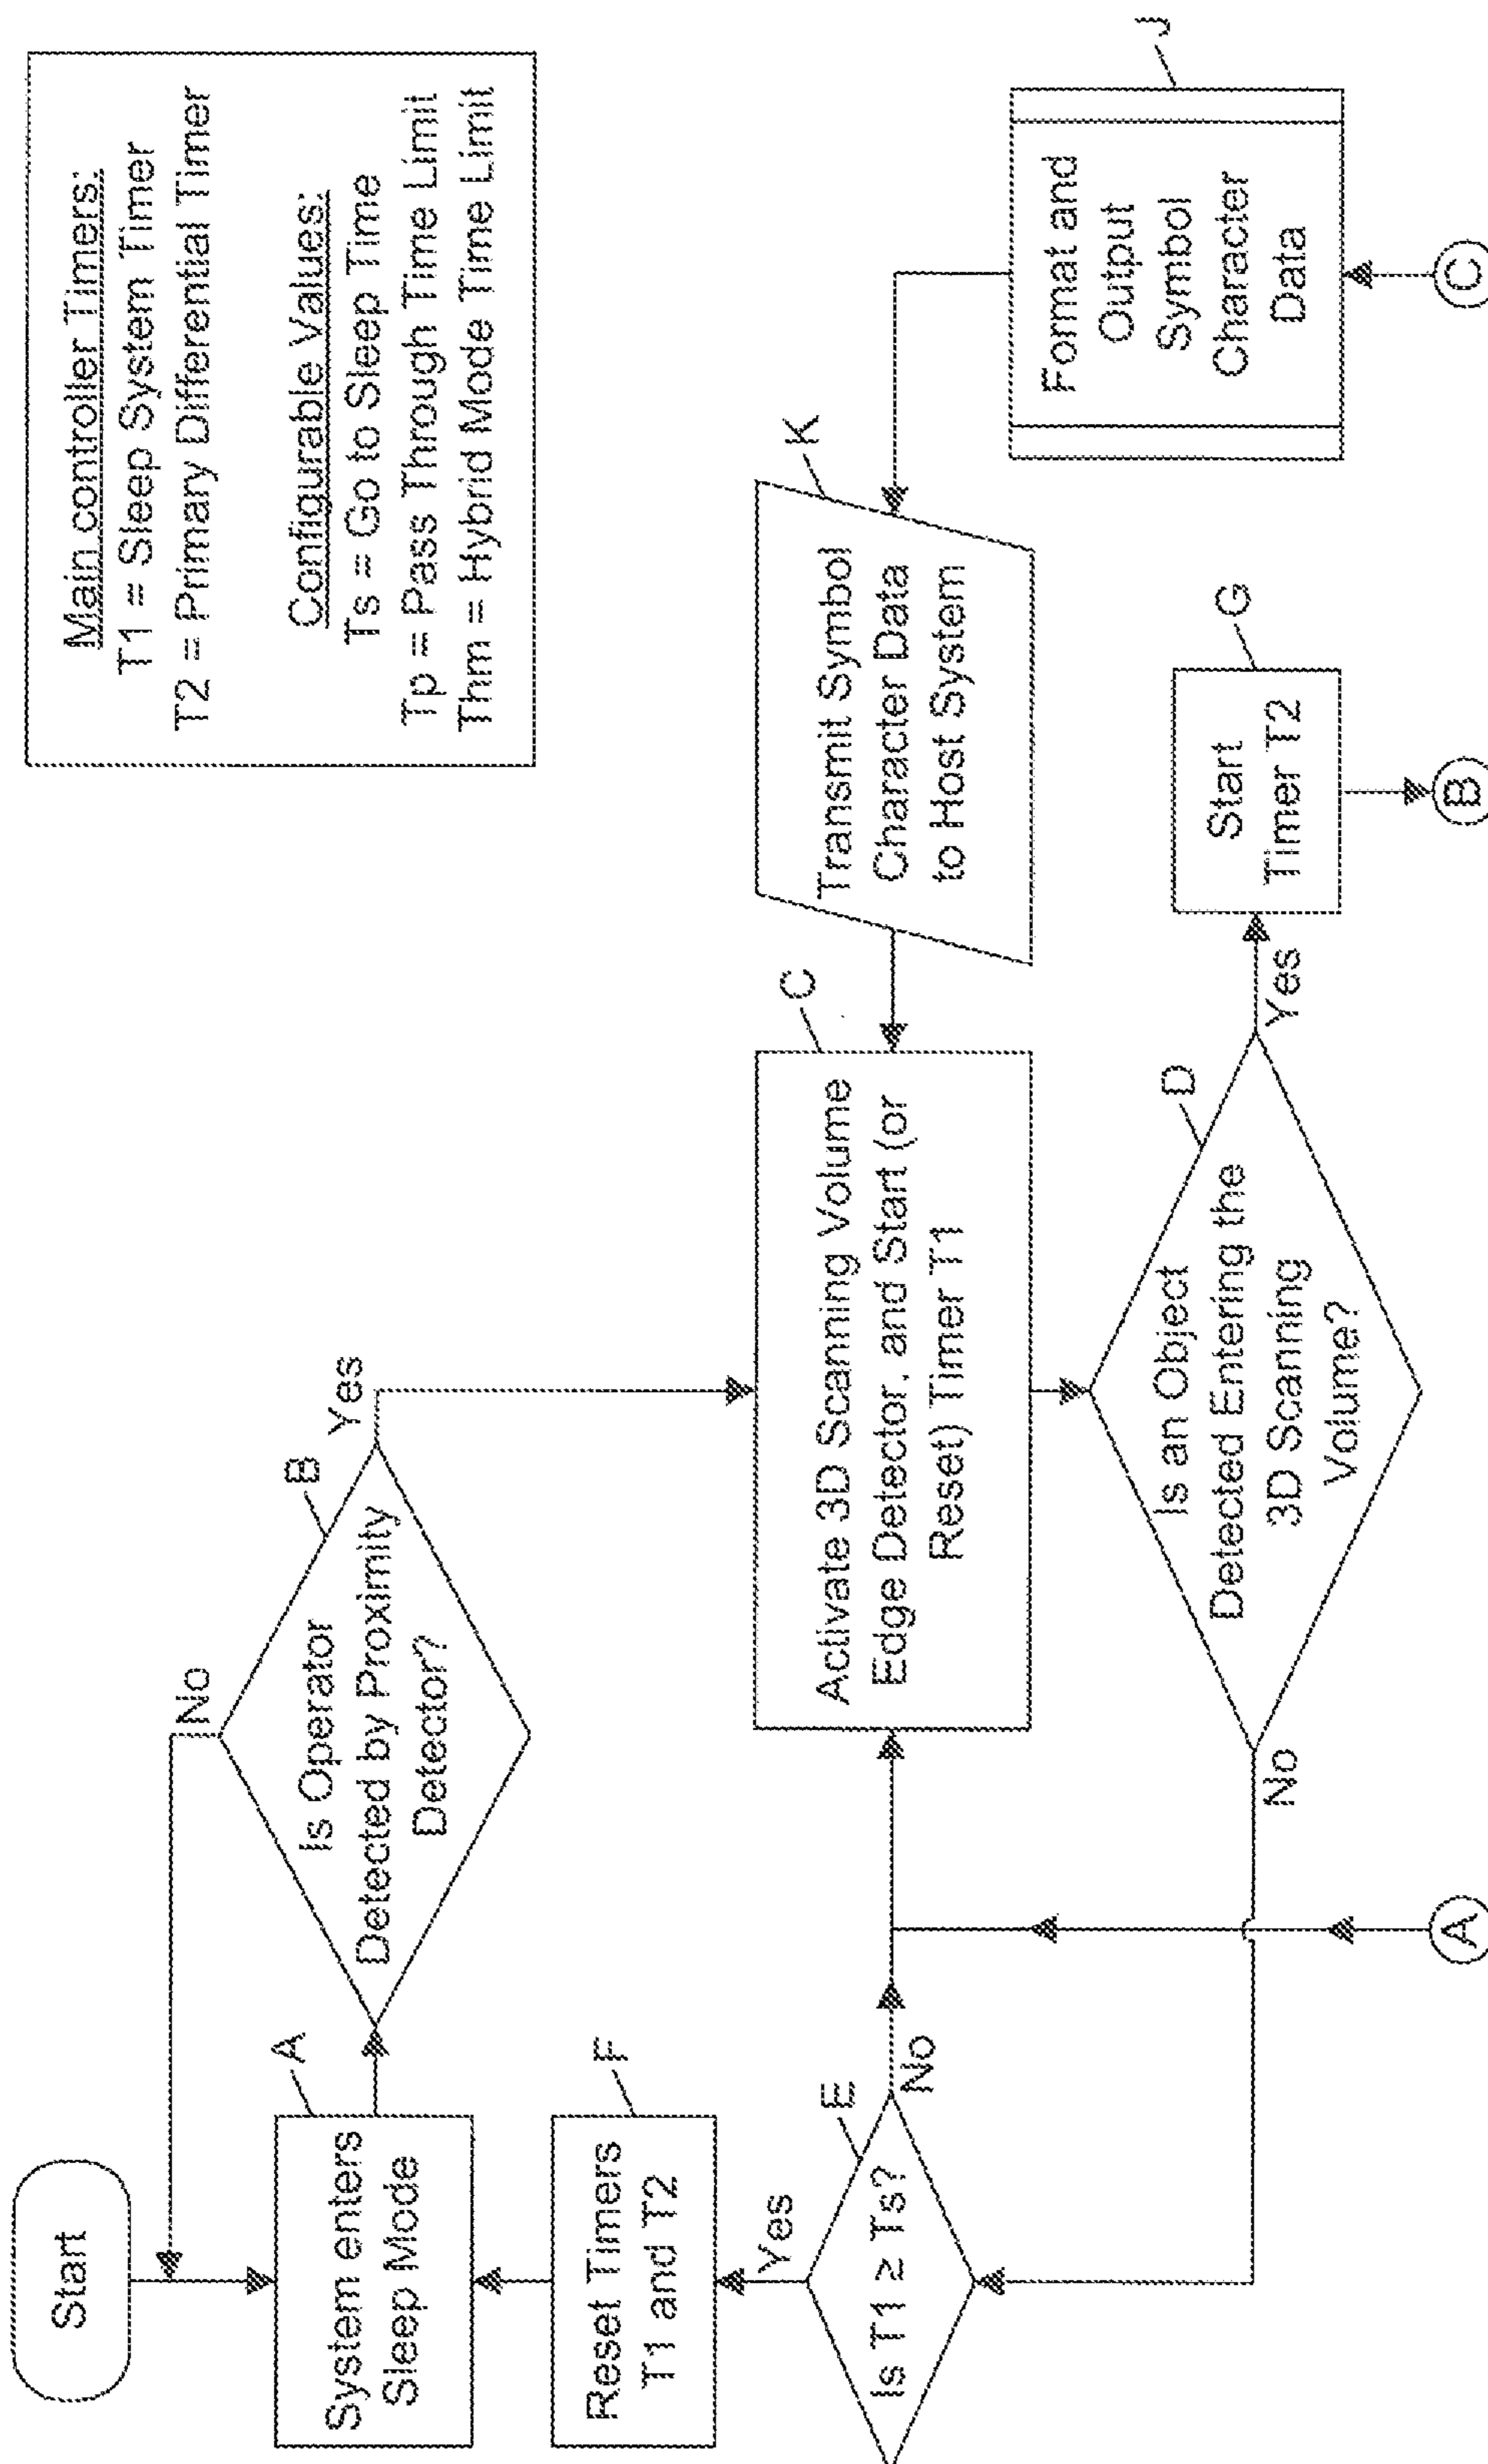 Start
Main controller Timers:
T1 = Sleep System Timer
T2 = Primary Differential Timer
Configurable Values:
Ts = Go to Sleep Time
Tp = Pass Through Time Limit
Thm = Hybrid Mode Time Limit
A
System enters
Sleep Mode
No
B
Is Operator
Detected by Proximity
Detector?
Yes
F
Reset Timers
T1 and T2
Yes
E
Is T1 ≥ Ts?
No
C
Activate 3D Scanning Volume
Edge Detector, and Start (or
Reset) Timer T1
K
Transmit Symbol
Character Data
to Host System
J
Format and
Output
Symbol
Character
Data
D
Is an Object
Detected Entering the
3D Scanning
Volume?
No
Yes
G
Start
Timer T2
A
B
C